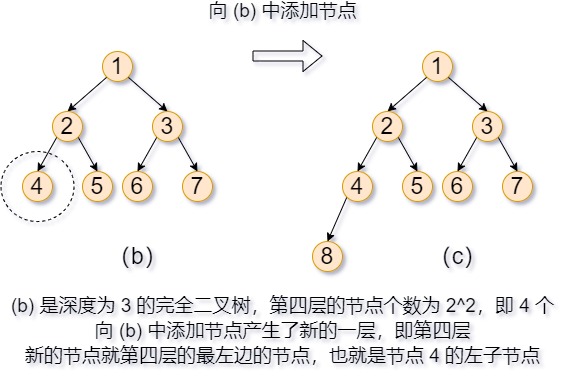 向 (b) 中添加节点
1
1
2
3
2
3
4
5
6
7
4
5
6
7
8
(b)
(c)
(b) 是深度为 3 的完全二叉树，第四层的节点个数为 2^2，即 4 个
向 (b) 中添加节点产生了新的一层，即第四层
新的节点就第四层的最左边的节点，也就是节点 4 的左子节点